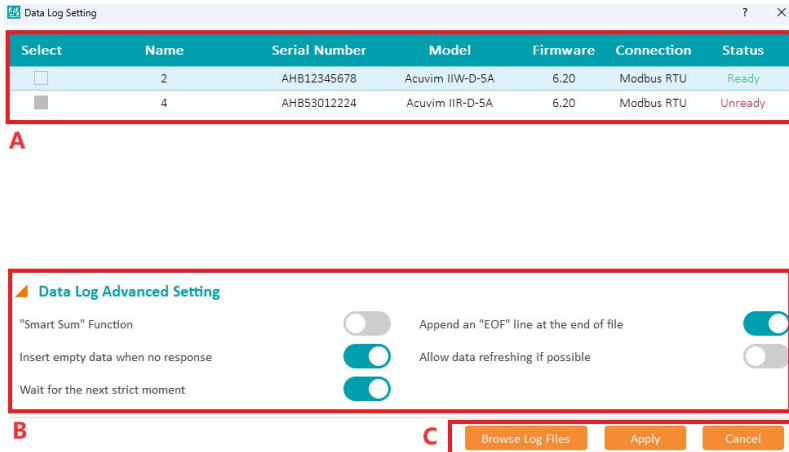 Data Log Setting ? ×
Select Name Serial Number Model Firmware Connection Status
2 AHB12345678 Acuvim IIW-D-5A 6.20 Modbus RTU Ready
4 AHB53012224 Acuvim IIR-D-5A 6.20 Modbus RTU Unready
A
Data Log Advanced Setting
"Smart Sum" Function Append an "EOF" line at the end of file
Insert empty data when no response Allow data refreshing if possible
Wait for the next strict moment
B C Browse Log Files Apply Cancel